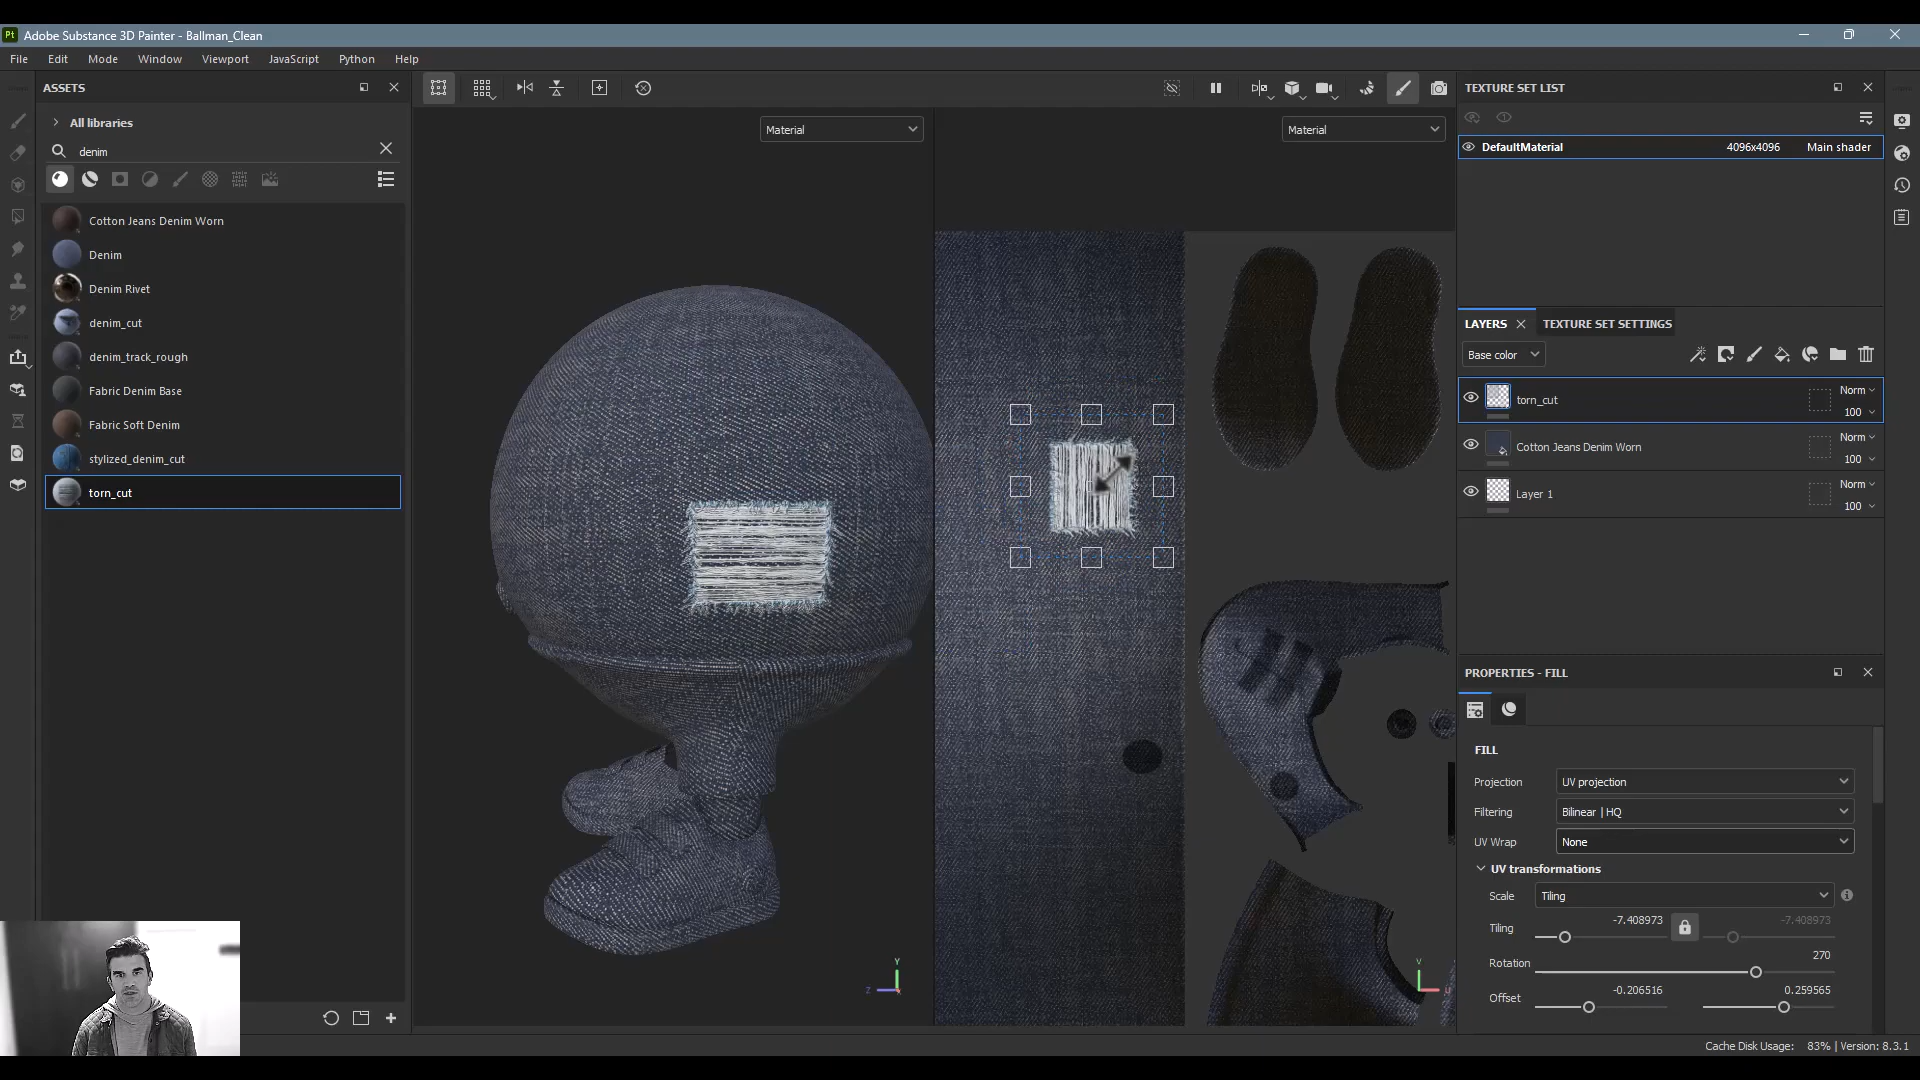 Pt Adobe Substance 3D Painter - Ballman_Clean
File Edit Mode Window Viewport JavaScript Python Help
ASSETS
All libraries
denim
Cotton Jeans Denim Worn
Denim
Denim Rivet
denim_cut
denim_track_rough
Fabric Denim Base
Fabric Soft Denim
stylized_denim_cut
torn_cut
Material
Material
Y
Z
V
TEXTURE SET LIST
DefaultMaterial 4096x4096 Main shader
LAYERS TEXTURE SET SETTINGS
Base color
torn_cut Norm 100
Cotton Jeans Denim Worn Norm 100
Layer 1 Norm 100
PROPERTIES - FILL
FILL
Projection UV projection
Filtering Bilinear | HQ
UV Wrap None
UV transformations
Scale Tiling
Tiling -7.408973 -7.408973
Rotation 270
Offset -0.206516 0.259565
Cache Disk Usage: 83% | Version: 8.3.1